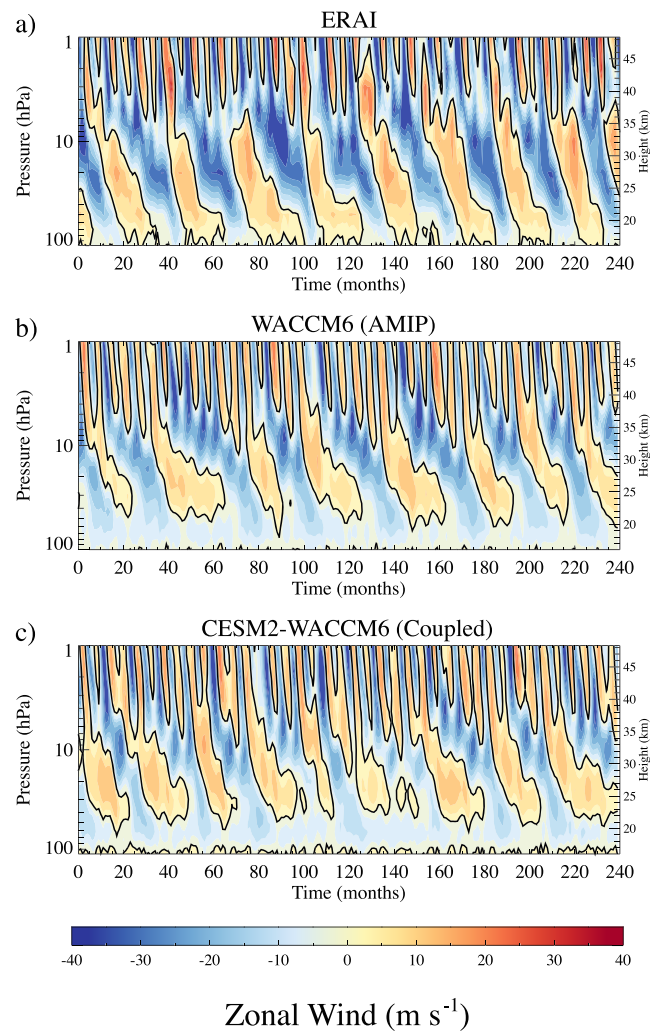 a)
ERAI
1
10
100
Pressure (hPa)
45
40
35
30
25
20
Height (km)
0 20 40 60 80 100 120 140 160 180 200 220 240
Time (months)
b)
WACCM6 (AMIP)
1
10
100
Pressure (hPa)
45
40
35
30
25
20
Height (km)
0 20 40 60 80 100 120 140 160 180 200 220 240
Time (months)
c)
CESM2-WACCM6 (Coupled)
1
10
100
Pressure (hPa)
45
40
35
30
25
20
Height (km)
0 20 40 60 80 100 120 140 160 180 200 220 240
Time (months)
-40 -30 -20 -10 0 10 20 30 40
Zonal Wind (m s⁻¹)